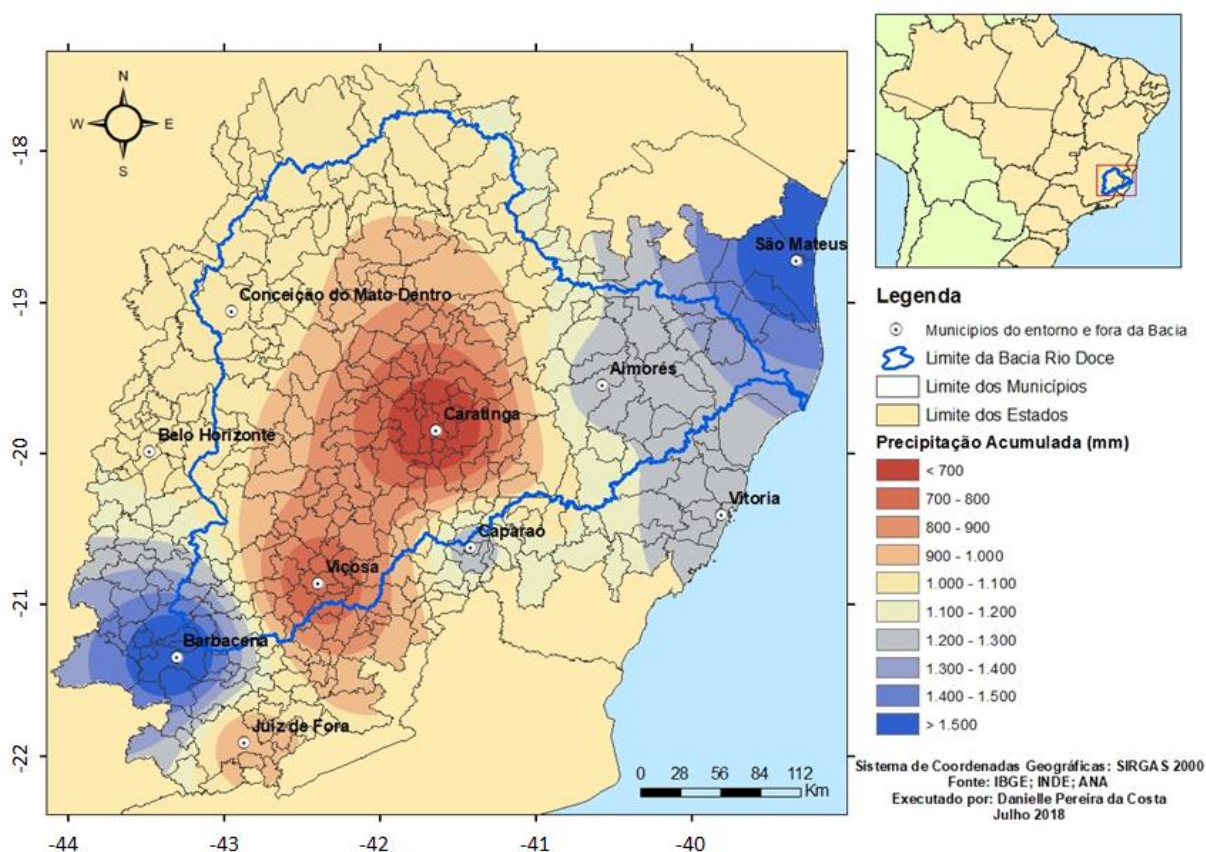 N
W E
S
-18
-19
-20
-21
-22
São Mateus
Conceição do Mato Dentro
Aimorés
Caratinga
Belo Horizonte
Vitoria
Caparaó
Viçosa
Barbacena
Juiz de Fora
0 28 56 84 112
Km
-44 -43 -42 -41 -40
Legenda
Municípios do entorno e fora da Bacia
Limite da Bacia Rio Doce
Limite dos Municípios
Limite dos Estados
Precipitação Acumulada (mm)
< 700
700 - 800
800 - 900
900 - 1.000
1.000 - 1.100
1.100 - 1.200
1.200 - 1.300
1.300 - 1.400
1.400 - 1.500
> 1.500
Sistema de Coordenadas Geográficas: SIRGAS 2000
Fonte: IBGE; INDE; ANA
Executado por: Danielle Pereira da Costa
Julho 2018